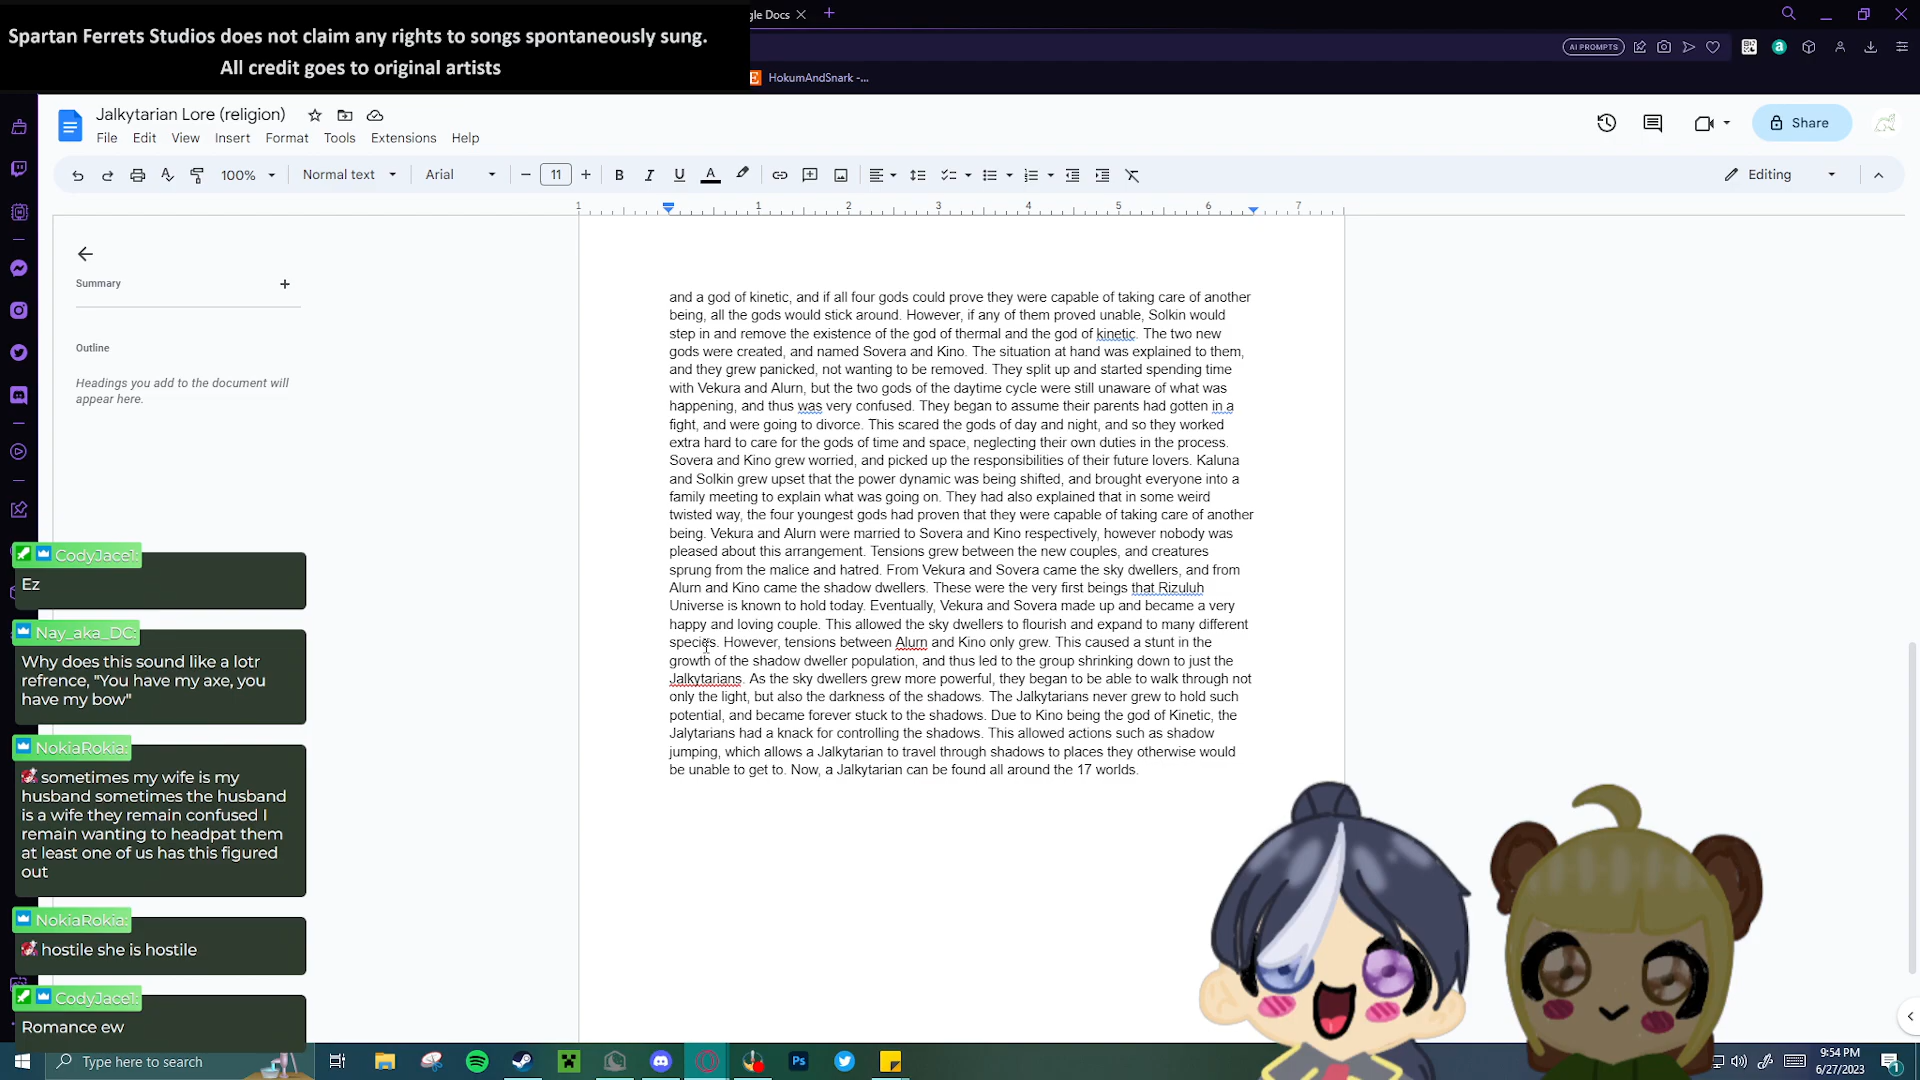 Spartan Ferrets Studios does not claim any rights to songs spontaneously sung.
All credit goes to original artists
gle Docs
AI PROMPTS
HokumAndSnark -...
Jalkytarian Lore (religion)
Share
File Edit View Insert Format Tools Extensions Help
100% Normal text Arial 11 Editing
1 1 2 3 4 5 6 7
Summary
Outline
Headings you add to the document will
appear here.
and a god of kinetic, and if all four gods could prove they were capable of taking care of another
being, all the gods would stick around. However, if any of them proved unable, Solkin would
step in and remove the existence of the god of thermal and the god of kinetic. The two new
gods were created, and named Sovera and Kino. The situation at hand was explained to them,
and they grew panicked, not wanting to be removed. They split up and started spending time
with Vekura and Alurn, but the two gods of the daytime cycle were still unaware of what was
happening, and thus was very confused. They began to assume their parents had gotten in a
fight, and were going to divorce. This scared the gods of day and night, and so they worked
extra hard to care for the gods of time and space, neglecting their own duties in the process.
Sovera and Kino grew worried, and picked up the responsibilities of their future lovers. Kaluna
and Solkin grew upset that the power dynamic was being shifted, and brought everyone into a
family meeting to explain what was going on. They had also explained that in some weird
twisted way, the four youngest gods had proven that they were capable of taking care of another
being. Vekura and Alurn were married to Sovera and Kino respectively, however nobody was
pleased about this arrangement. Tensions grew between the new couples, and creatures
sprung from the malice and hatred. From Vekura and Sovera came the sky dwellers, and from
Alurn and Kino came the shadow dwellers. These were the very first beings that Rizuluh
Universe is known to hold today. Eventually, Vekura and Sovera made up and became a very
happy and loving couple. This allowed the sky dwellers to flourish and expand to many different
species. However, tensions between Alurn and Kino only grew. This caused a stunt in the
growth of the shadow dweller population, and thus led to the group shrinking down to just the
Jalkytarians. As the sky dwellers grew more powerful, they began to be able to walk through not
only the light, but also the darkness of the shadows. The Jalkytarians never grew to hold such
potential, and became forever stuck to the shadows. Due to Kino being the god of Kinetic, the
Jalytarians had a knack for controlling the shadows. This allowed actions such as shadow
jumping, which allows a Jalkytarian to travel through shadows to places they otherwise would
be unable to get to. Now, a Jalkytarian can be found all around the 17 worlds.
CodyJace1:
Ez
Nay_aka_DC:
Why does this sound like a lotr
refrence, "You have my axe, you
have my bow"
NokiaRokia:
sometimes my wife is my
husband sometimes the husband
is a wife they remain confused I
remain wanting to headpat them
at least one of us has this figured
out
NokiaRokia:
hostile she is hostile
CodyJace1:
Romance ew
Type here to search
Ps
9:54 PM
6/27/2023
1